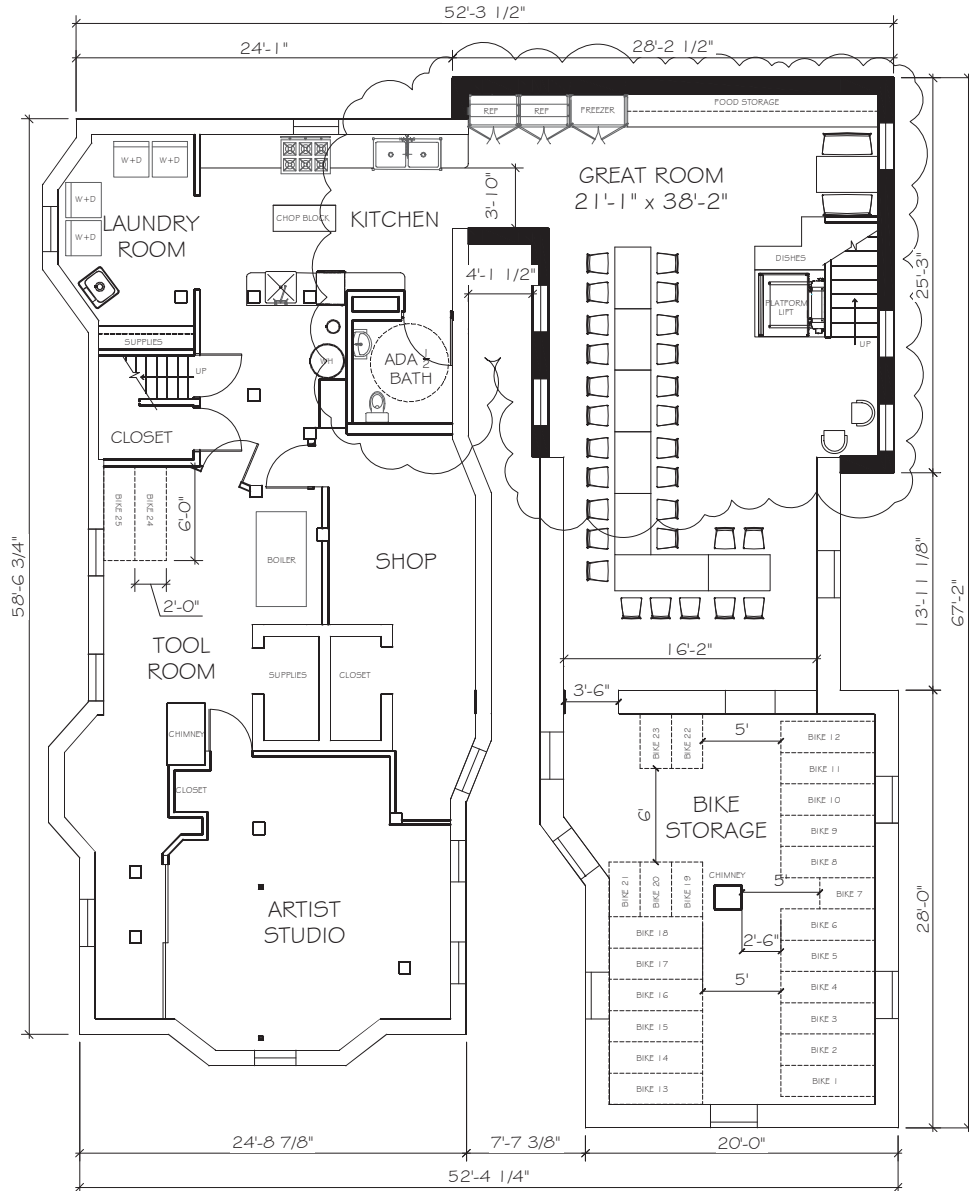 52'-3 1/2"
24'-1"
28'-2 1/2"
REF
REF
FREEZER
FOOD STORAGE
W+D
W+D
W+D
W+D
LAUNDRY
ROOM
CHOP BLOCK
KITCHEN
3'-10"
GREAT ROOM
21'-1" x 38'-2"
4'-1 1/2"
DISHES
PLATFORM
LIFT
UP
25'-3"
SUPPLIES
UP
WH
ADA
BATH
1/2
CLOSET
BIKE 25
BIKE 24
6'-0"
2'-0"
BOILER
SHOP
58'-6 3/4"
13'-11 1/8"
67'-2"
TOOL
ROOM
SUPPLIES
CLOSET
16'-2"
3'-6"
CHIMNEY
CLOSET
BIKE 23
BIKE 22
5'
BIKE 12
BIKE 11
BIKE 10
BIKE 9
BIKE 8
BIKE 7
BIKE 6
BIKE 5
BIKE 4
BIKE 3
BIKE 2
BIKE 1
6'
BIKE
STORAGE
CHIMNEY
5'
2'-6"
5'
BIKE 21
BIKE 20
BIKE 19
BIKE 18
BIKE 17
BIKE 16
BIKE 15
BIKE 14
BIKE 13
28'-0"
ARTIST
STUDIO
24'-8 7/8"
7'-7 3/8"
20'-0"
52'-4 1/4"